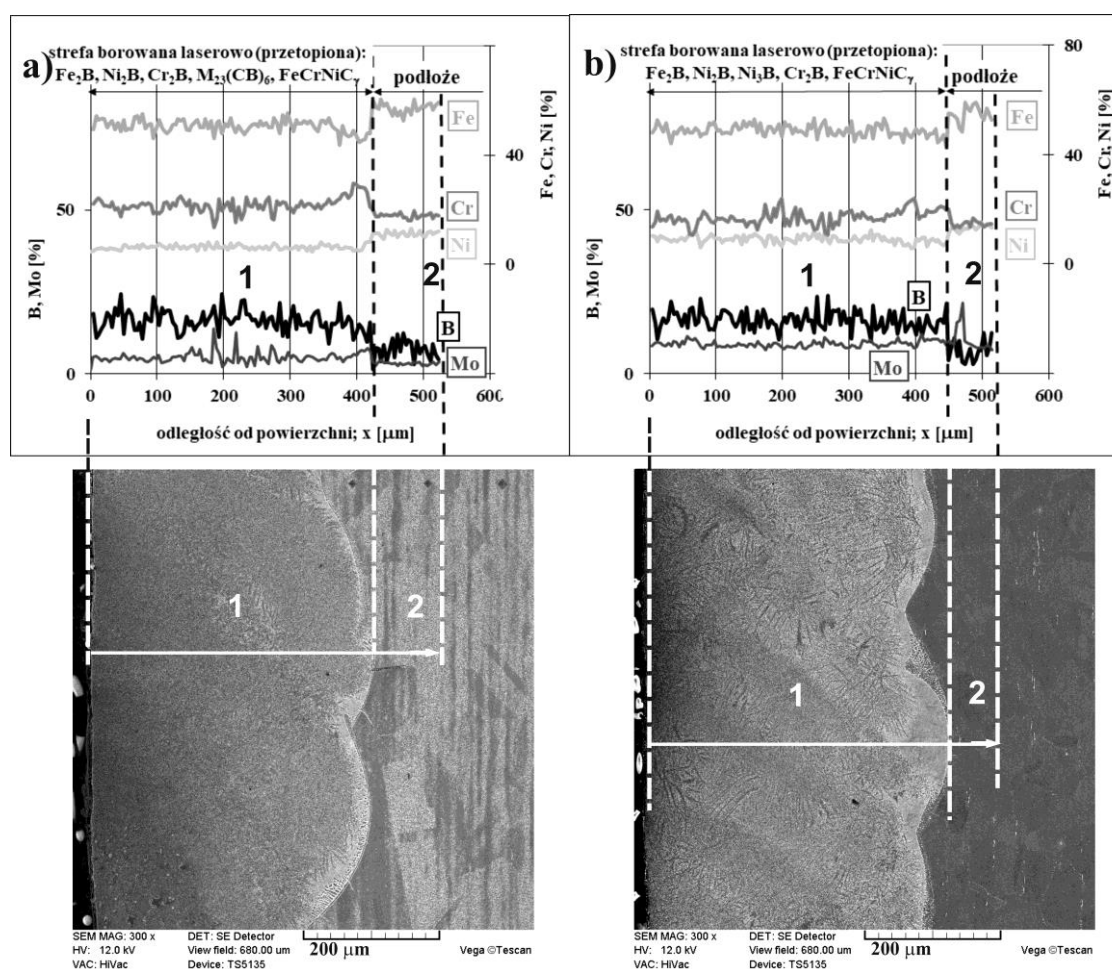 a)
strefa borowana laserowo (przetopiona):
Fe₂B, Ni₂B, Cr₂B, M₂₃(CB)₆, FeCrNiCᵧ
podłoże
Fe
Cr
Ni
1
2
B
Mo
B, Mo [%]
50
0
Fe, Cr, Ni [%]
40
0
0 100 200 300 400 500 600
odległość od powierzchni; x [μm]
b)
strefa borowana laserowo (przetopiona):
Fe₂B, Ni₂B, Ni₃B, Cr₂B, FeCrNiCᵧ
podłoże
Fe
Cr
Ni
1
2
B
Mo
B, Mo [%]
50
0
80
Fe, Cr, Ni [%]
40
0
0 100 200 300 400 500 600
odległość od powierzchni; x [μm]
1
2
SEM MAG: 300 x DET: SE Detector
HV: 12.0 kV View field: 680.00 um
VAC: HiVac Device: TS5135
200 μm
Vega ©Tescan
1
2
SEM MAG: 300 x DET: SE Detector
HV: 12.0 kV View field: 680.00 um
VAC: HiVac Device: TS5135
200 μm
Vega ©Tescan